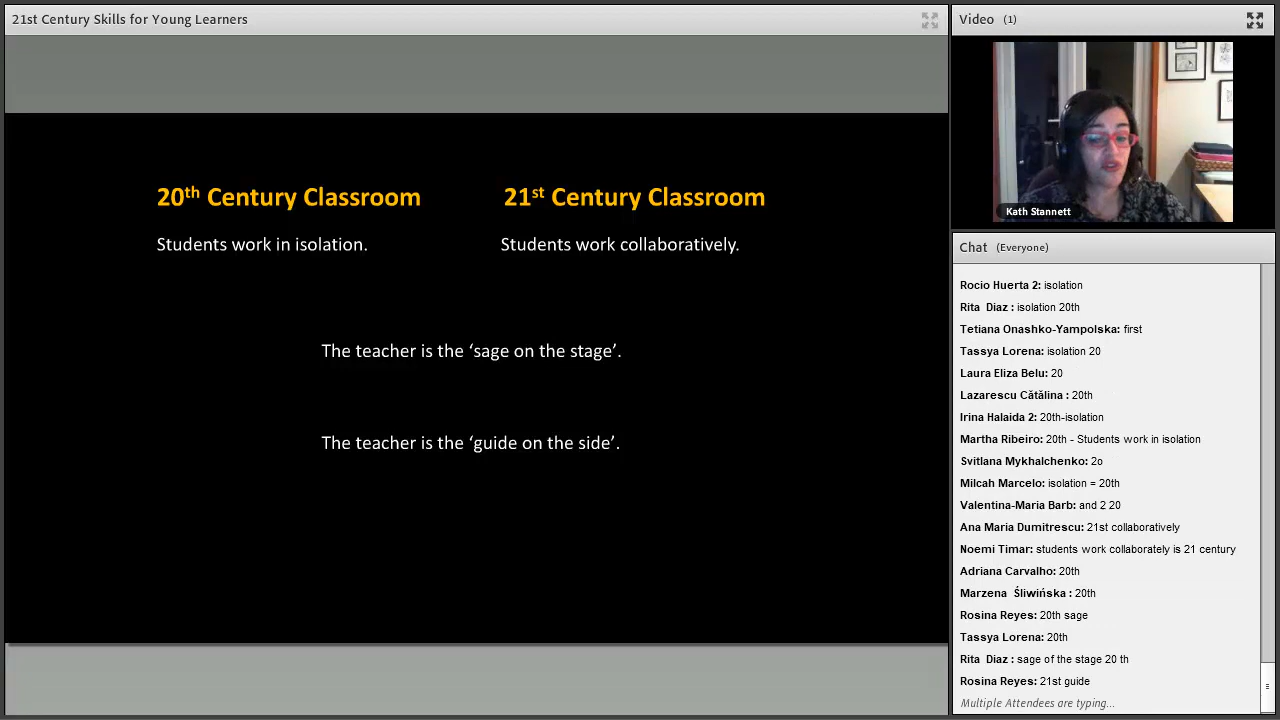 21st Century Skills for Young Learners
20th Century Classroom
21st Century Classroom
Students work in isolation.
Students work collaboratively.
The teacher is the ‘sage on the stage’.
The teacher is the ‘guide on the side’.
Video (1)
Kath Stannett
Chat (Everyone)
Rocio Huerta 2: isolation
Rita Diaz : isolation 20th
Tetiana Onashko-Yampolska: first
Tassya Lorena: isolation 20
Laura Eliza Belu: 20
Lazarescu Cătălina : 20th
Irina Halaida 2: 20th-isolation
Martha Ribeiro: 20th - Students work in isolation
Svitlana Mykhalchenko: 2o
Milcah Marcelo: isolation = 20th
Valentina-Maria Barb: and 2 20
Ana Maria Dumitrescu: 21st collaboratively
Noemi Timar: students work collaborately is 21 century
Adriana Carvalho: 20th
Marzena Śliwińska : 20th
Rosina Reyes: 20th sage
Tassya Lorena: 20th
Rita Diaz : sage of the stage 20 th
Rosina Reyes: 21st guide
Multiple Attendees are typing...